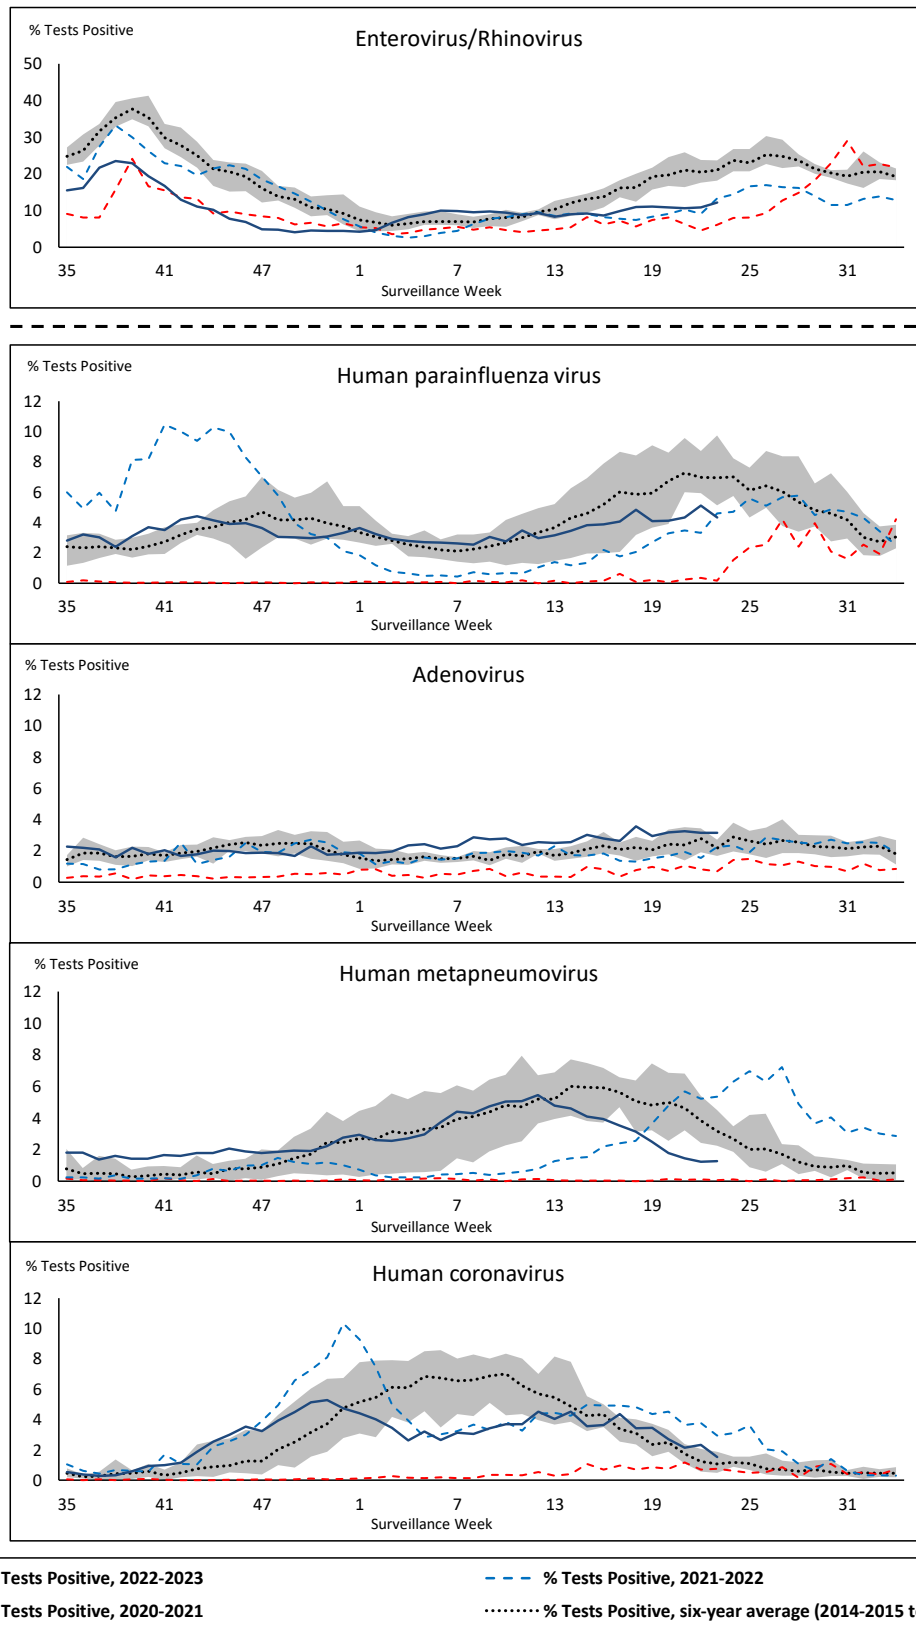 % Tests Positive
Enterovirus/Rhinovirus
50
40
30
20
10
0
35 41 47 1 7 13 19 25 31
Surveillance Week
% Tests Positive
Human parainfluenza virus
12
10
8
6
4
2
0
35 41 47 1 7 13 19 25 31
Surveillance Week
% Tests Positive
Adenovirus
12
10
8
6
4
2
0
35 41 47 1 7 13 19 25 31
% Tests Positive
Human metapneumovirus
12
10
8
6
4
2
0
35 41 47 1 7 13 19 25 31
Surveillance Week
% Tests Positive
Human coronavirus
12
10
8
6
4
2
0
35 41 47 1 7 13 19 25 31
Surveillance Week
Tests Positive, 2022-2023 % Tests Positive, 2021-2022
Tests Positive, 2020-2021 % Tests Positive, six-year average (2014-2015 t